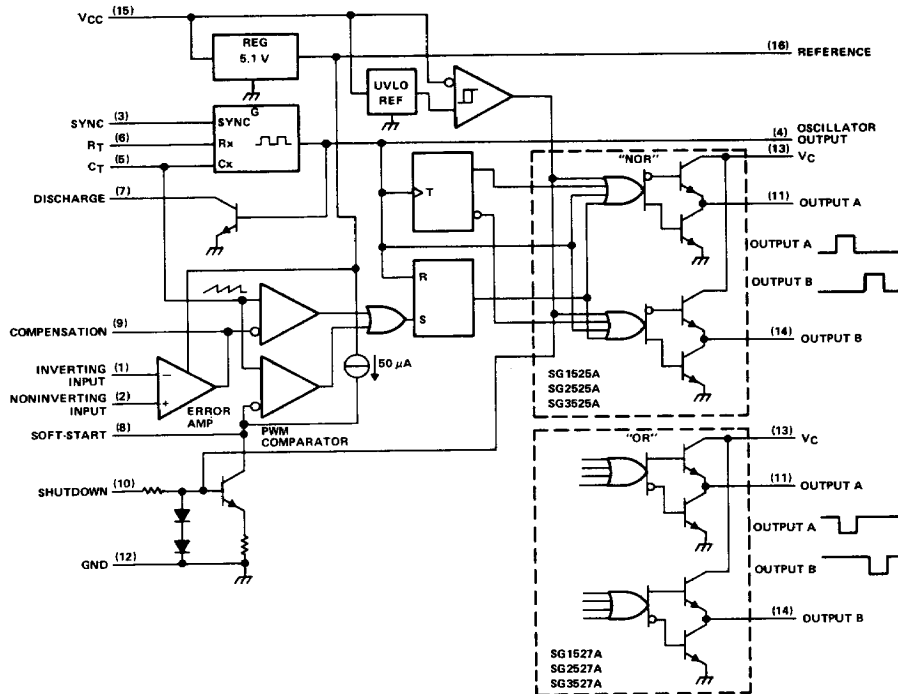 VCC (15)
REG
5.1 V
(16) REFERENCE
UVLO
REF
G
SYNC (3)
SYNC
RT (6)
Rx
CT (5)
Cx
(4) OSCILLATOR
OUTPUT
(13) VC
"NOR"
DISCHARGE (7)
T
(11) OUTPUT A
OUTPUT A
OUTPUT B
R
S
COMPENSATION (9)
50 μA
(14) OUTPUT B
INVERTING (1)
INPUT
−
NONINVERTING (2)
INPUT
+
ERROR
AMP
PWM
COMPARATOR
SOFT-START (8)
SG1525A
SG2525A
SG3525A
"OR"
(13) VC
SHUTDOWN (10)
(11) OUTPUT A
OUTPUT A
OUTPUT B
GND (12)
(14) OUTPUT B
SG1527A
SG2527A
SG3527A